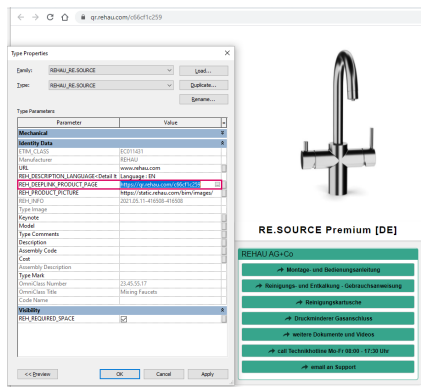 qr.rehau.com/c66cf1c259
Type Properties
Family: REHAU_RE.SOURCE Load...
Type: REHAU_RE.SOURCE Duplicate...
Rename...
Type Parameters
Parameter Value
Mechanical
Identity Data
ETIM_CLASS EC011431
Manufacturer REHAU
URL www.rehau.com
REH_DESCRIPTION_LANGUAGE<Detail It Language : EN
REH_DEEPLINK_PRODUCT_PAGE https://qr.rehau.com/c66cf1c259
REH_PRODUCT_PICTURE https://static.rehau.com/bim/images/
REH_INFO 2021.05.11-416508-416508
Type Image
Keynote
Model
Type Comments
Description
Assembly Code
Cost
Assembly Description
Type Mark
OmniClass Number 23.45.55.17
OmniClass Title Mixing Faucets
Code Name
Visibility
REH_REQUIRED_SPACE
<< Preview OK Cancel Apply
RE.SOURCE Premium [DE]
REHAU AG+Co
Montage- und Bedienungsanleitung
Reinigungs- und Entkalkung - Gebrauchsanweisung
Reinigungskartusche
Druckminderer Gasanschluss
weitere Dokumente und Videos
call Technikhotline Mo-Fr 08:00 - 17:30 Uhr
email an Support